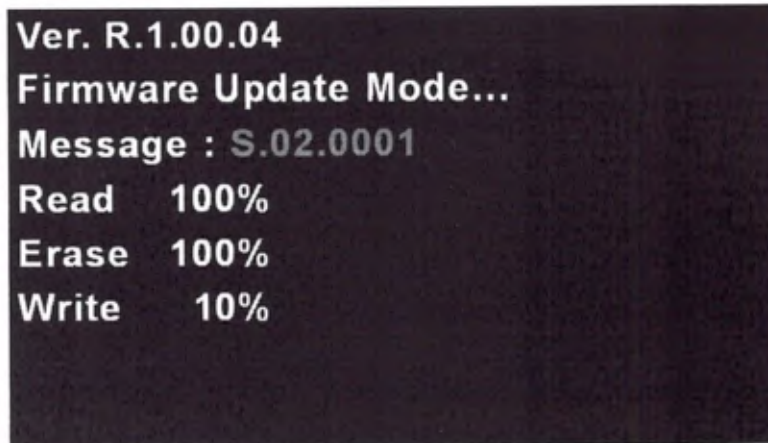 Ver. R.1.00.04
Firmware Update Mode...
Message : S.02.0001
Read 100%
Erase 100%
Write 10%